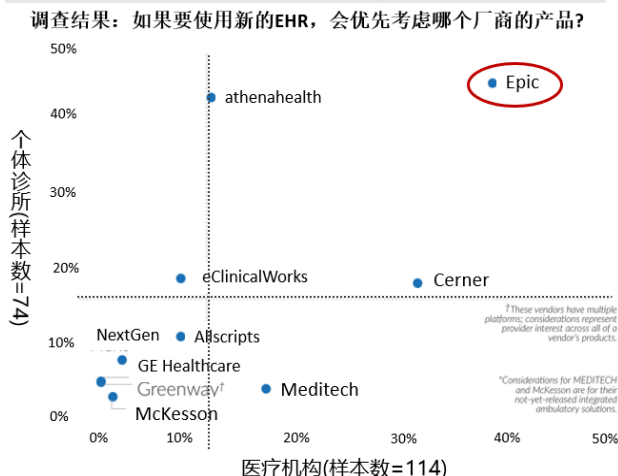 调查结果：如果要使用新的EHR，会优先考虑哪个厂商的产品?
50%
athenahealth
Epic
40%
个体诊所(样本数=74)
30%
20%
eClinicalWorks
Cerner
†These vendors have multiple
platforms; considerations represent
provider interest across all of a
vendor's products.
10%
NextGen
Allscripts
GE Healthcare
Greenway†
Meditech
*Considerations for MEDITECH
and McKesson are for their
not-yet-released integrated
ambulatory solutions.
McKesson
0%
0%
10%
20%
30%
40%
50%
医疗机构(样本数=114)